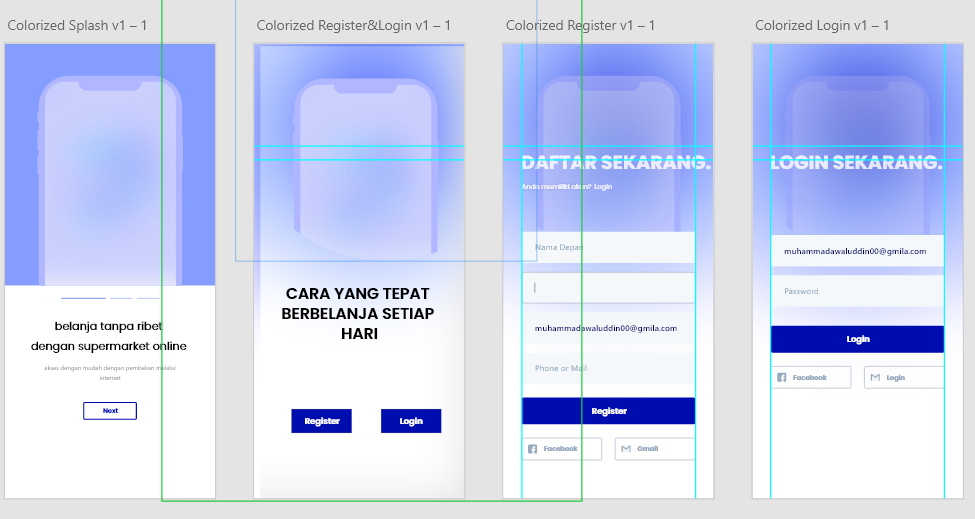 Colorized Splash v1 – 1
belanja tanpa ribet
dengan supermarket online
akses dengan mudah dengan pembelian melalui
internet
Next
Colorized Register&Login v1 – 1
CARA YANG TEPAT
BERBELANJA SETIAP
HARI
Register
Login
Colorized Register v1 – 1
DAFTAR SEKARANG.
Anda memiliki akun? Login
Nama Depan
muhammadawaluddin00@gmila.com
Phone or Mail
Register
Facebook
Gmail
Colorized Login v1 – 1
LOGIN SEKARANG.
muhammadawaluddin00@gmila.com
Password
Login
Facebook
Login